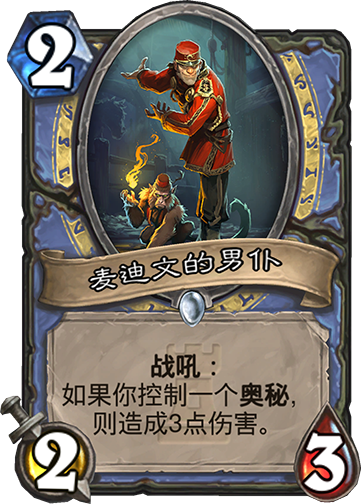 2
麦迪文的男仆
战吼：
如果你控制一个奥秘，
则造成3点伤害。
2
3